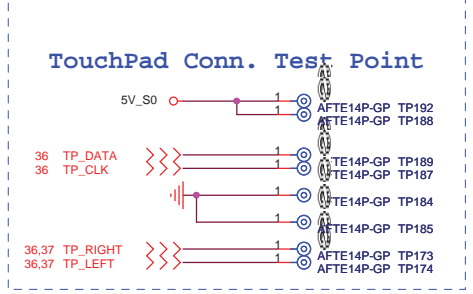 TouchPad Conn. Test Point
5V_S0
1
AFTE14P-GP TP192
1
AFTE14P-GP TP188
36 TP_DATA
1
TE14P-GP TP189
36 TP_CLK
1
TE14P-GP TP187
1
TE14P-GP TP184
1
AFTE14P-GP TP185
36,37 TP_RIGHT
1
AFTE14P-GP TP173
36,37 TP_LEFT
1
AFTE14P-GP TP174